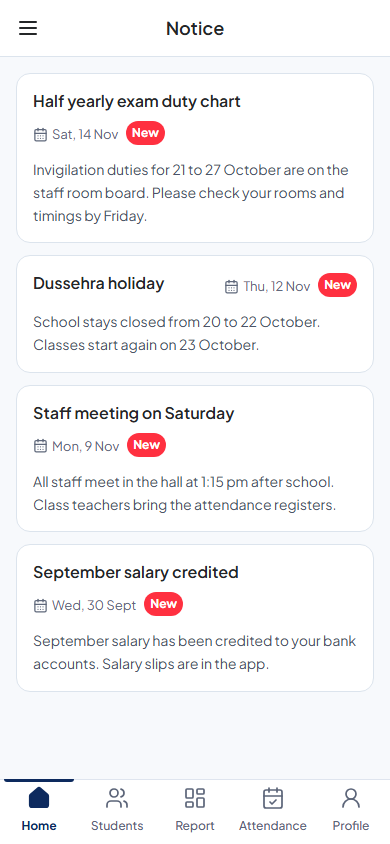 Notice
Half yearly exam duty chart
Sat, 14 Nov New
Invigilation duties for 21 to 27 October are on the
staff room board. Please check your rooms and
timings by Friday.
Dussehra holiday Thu, 12 Nov New
School stays closed from 20 to 22 October.
Classes start again on 23 October.
Staff meeting on Saturday
Mon, 9 Nov New
All staff meet in the hall at 1:15 pm after school.
Class teachers bring the attendance registers.
September salary credited
Wed, 30 Sept New
September salary has been credited to your bank
accounts. Salary slips are in the app.
Home Students Report Attendance Profile